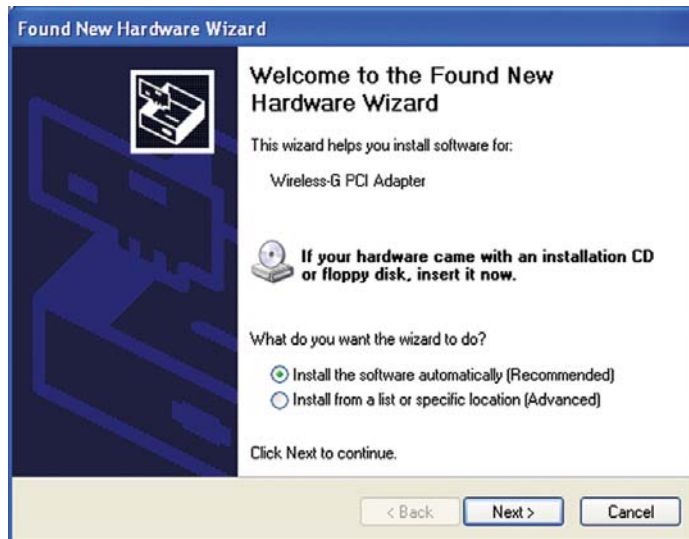 Found New Hardware Wizard
Welcome to the Found New
Hardware Wizard
This wizard helps you install software for:
Wireless-G PCI Adapter
If your hardware came with an installation CD
or floppy disk, insert it now.
What do you want the wizard to do?
Install the software automatically (Recommended)
Install from a list or specific location (Advanced)
Click Next to continue.
< Back
Next >
Cancel